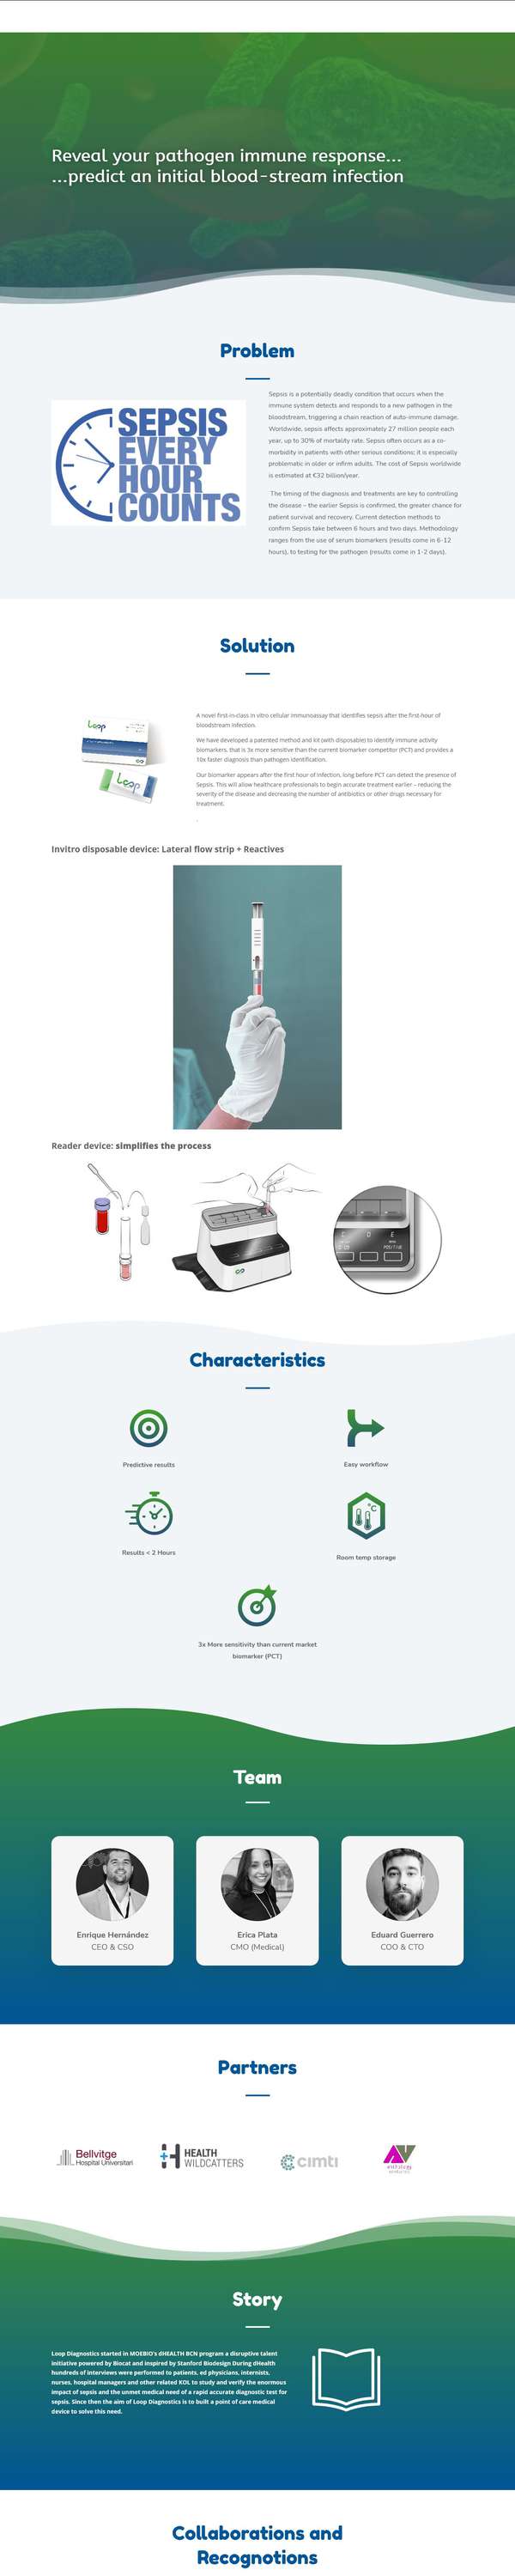 Reveal your pathogen immune response...
...predict an initial blood-stream infection
Problem
SEPSIS
EVERY
HOUR
COUNTS
Sepsis is a potentially deadly condition that occurs when the
immune system detects and responds to a new pathogen in the
bloodstream, triggering a chain reaction of auto-immune damage.
Worldwide, sepsis affects approximately 27 million people each
year, up to 30% of mortality rate. Sepsis often occurs as a co-
morbidity in patients with other serious conditions; it is especially
problematic in older or infirm adults. The cost of Sepsis worldwide
is estimated at €32 billion/year.
The timing of the diagnosis and treatments are key to controlling
the disease – the earlier Sepsis is confirmed, the greater chance for
patient survival and recovery. Current detection methods to
confirm Sepsis take between 6 hours and two days. Methodology
ranges from the use of serum biomarkers (results come in 6-12
hours), to testing for the pathogen (results come in 1-2 days).
Solution
Loop
Loop
A novel first-in-class in vitro cellular immunoassay that identifies sepsis after the first hour of
bloodstream infection.
We have developed a patented method and kit (with disposable) to identify immune activity
biomarkers, that is 3x more sensitive than the current biomarker competitor (PCT) and provides a
10x faster diagnosis than pathogen identification.
Our biomarker appears after the first hour of infection, long before PCT can detect the presence of
Sepsis. This will allow healthcare professionals to begin accurate treatment earlier – reducing the
severity of the disease and decreasing the number of antibiotics or other drugs necessary for
treatment.
.
Invitro disposable device: Lateral flow strip + Reactives
Reader device: simplifies the process
Characteristics
Predictive results
Easy workflow
°C
Results < 2 Hours
Room temp storage
3x More sensitivity than current market
biomarker (PCT)
Team
Enrique Hernández
CEO & CSO
Erica Plata
CMO (Medical)
Eduard Guerrero
COO & CTO
Partners
Bellvitge
Hospital Universitari
HEALTH
WILDCATTERS
cimti
Story
Loop Diagnostics started in MOEBIO's dHEALTH BCN program a disruptive talent
initiative powered by Biocat and inspired by Stanford Biodesign During dHealth
hundreds of interviews were performed to patients, ed physicians, internists,
nurses, hospital managers and other related KOL to study and verify the enormous
impact of sepsis and the unmet medical need of a rapid accurate diagnostic test for
sepsis. Since then the aim of Loop Diagnostics is to built a point of care medical
device to solve this need.
Collaborations and
Recognotions